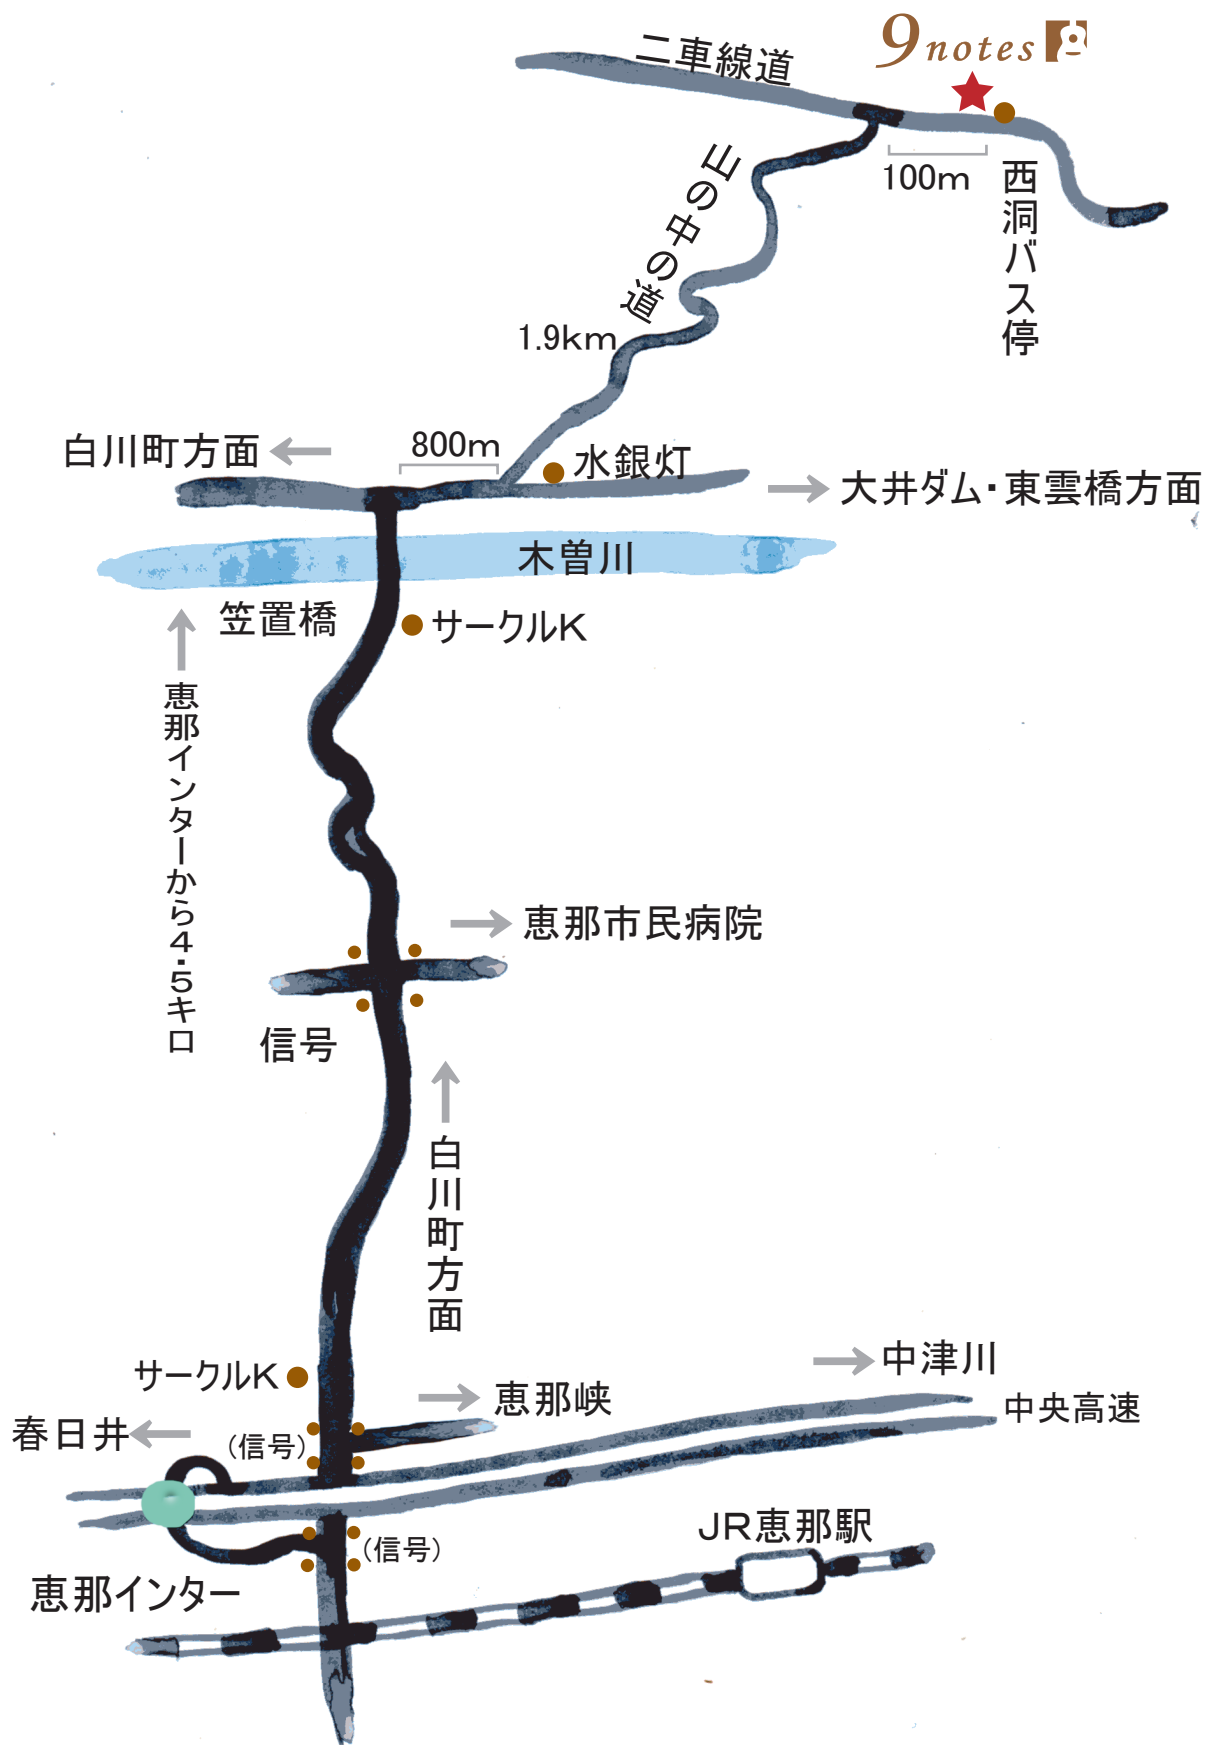 9notes
二車線道
100m
西洞バス停
山の中の道
1.9km
白川町方面
800m
水銀灯
大井ダム・東雲橋方面
木曽川
笠置橋
サークルK
恵那インターから4.5キロ
恵那市民病院
信号
白川町方面
サークルK
中津川
恵那峡
中央高速
春日井
(信号)
JR恵那駅
(信号)
恵那インター